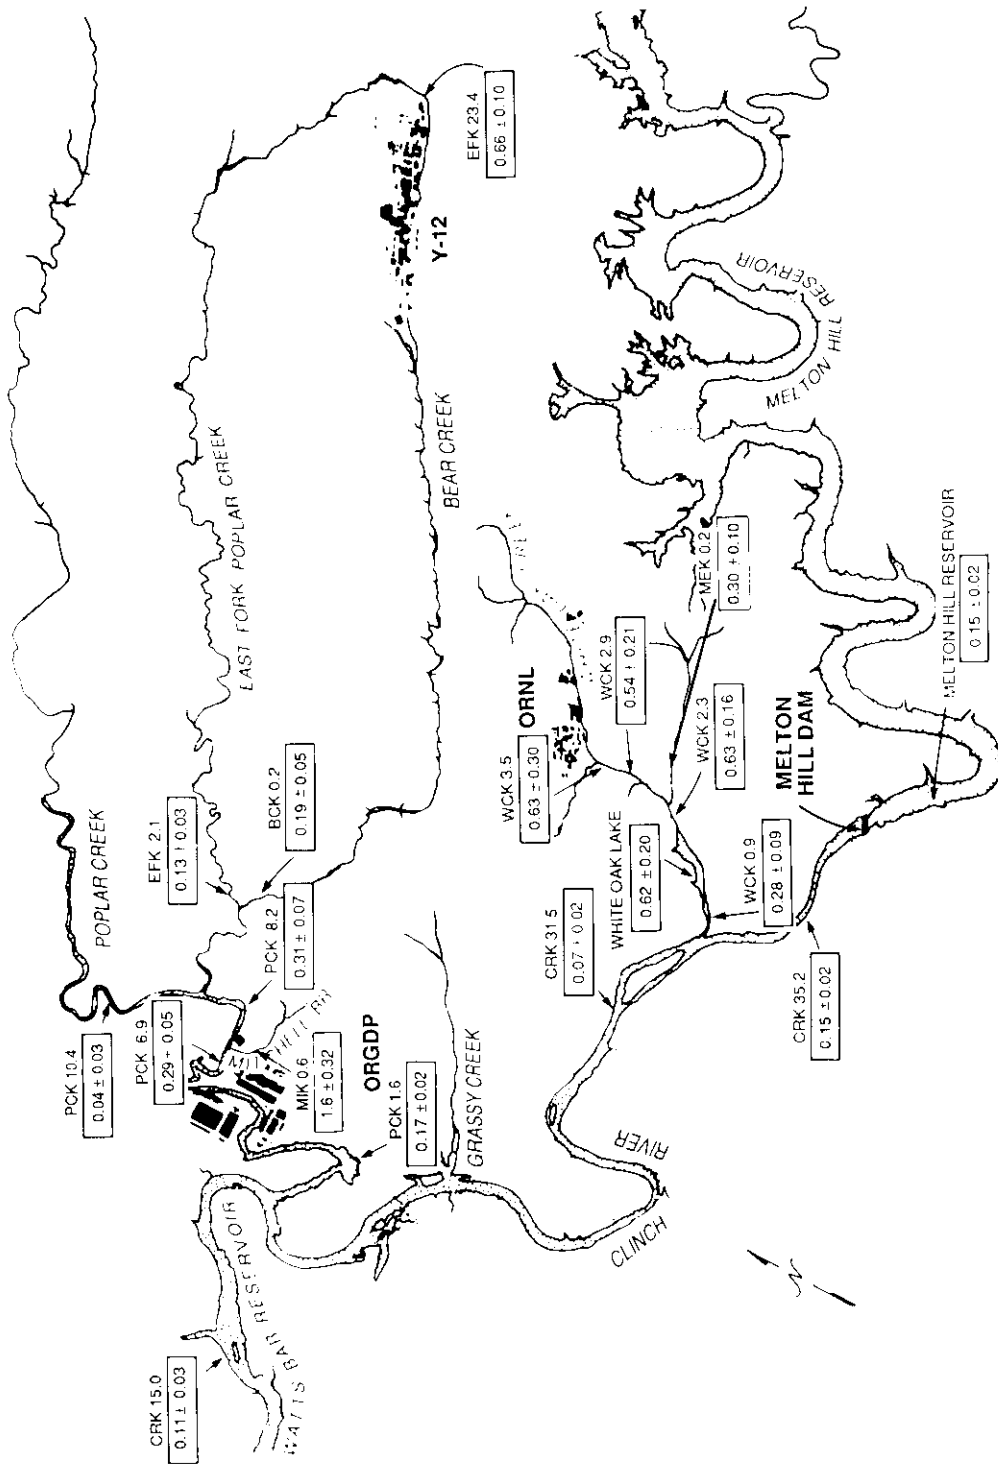 CRK 15.0
0.11 ± 0.03
WATTS BAR RESERVOIR
PCK 10.4
0.04 ± 0.03
PCK 6.9
0.29 ± 0.05
MIK 0.6
1.6 ± 0.32
ORGDP
PCK 1.6
0.17 ± 0.02
GRASSY CREEK
POPLAR CREEK
EFK 2.1
0.13 ± 0.03
BCK 0.2
0.19 ± 0.05
PCK 8.2
0.31 ± 0.07
EAST FORK POPLAR CREEK
BEAR CREEK
Y-12
EFK 23.4
0.66 ± 0.10
CLINCH
RIVER
N
CRK 31.5
0.07 ± 0.02
WHITE OAK LAKE
0.62 ± 0.20
WCK 3.5
0.63 ± 0.30
ORNL
WCK 2.9
0.54 ± 0.21
MEK 0.2
0.30 ± 0.10
WCK 2.3
0.63 ± 0.16
WCK 0.9
0.28 ± 0.09
CRK 35.2
0.15 ± 0.02
MELTON
HILL DAM
MELTON HILL RESERVOIR
0.15 ± 0.02
MELTON HILL RESERVOIR